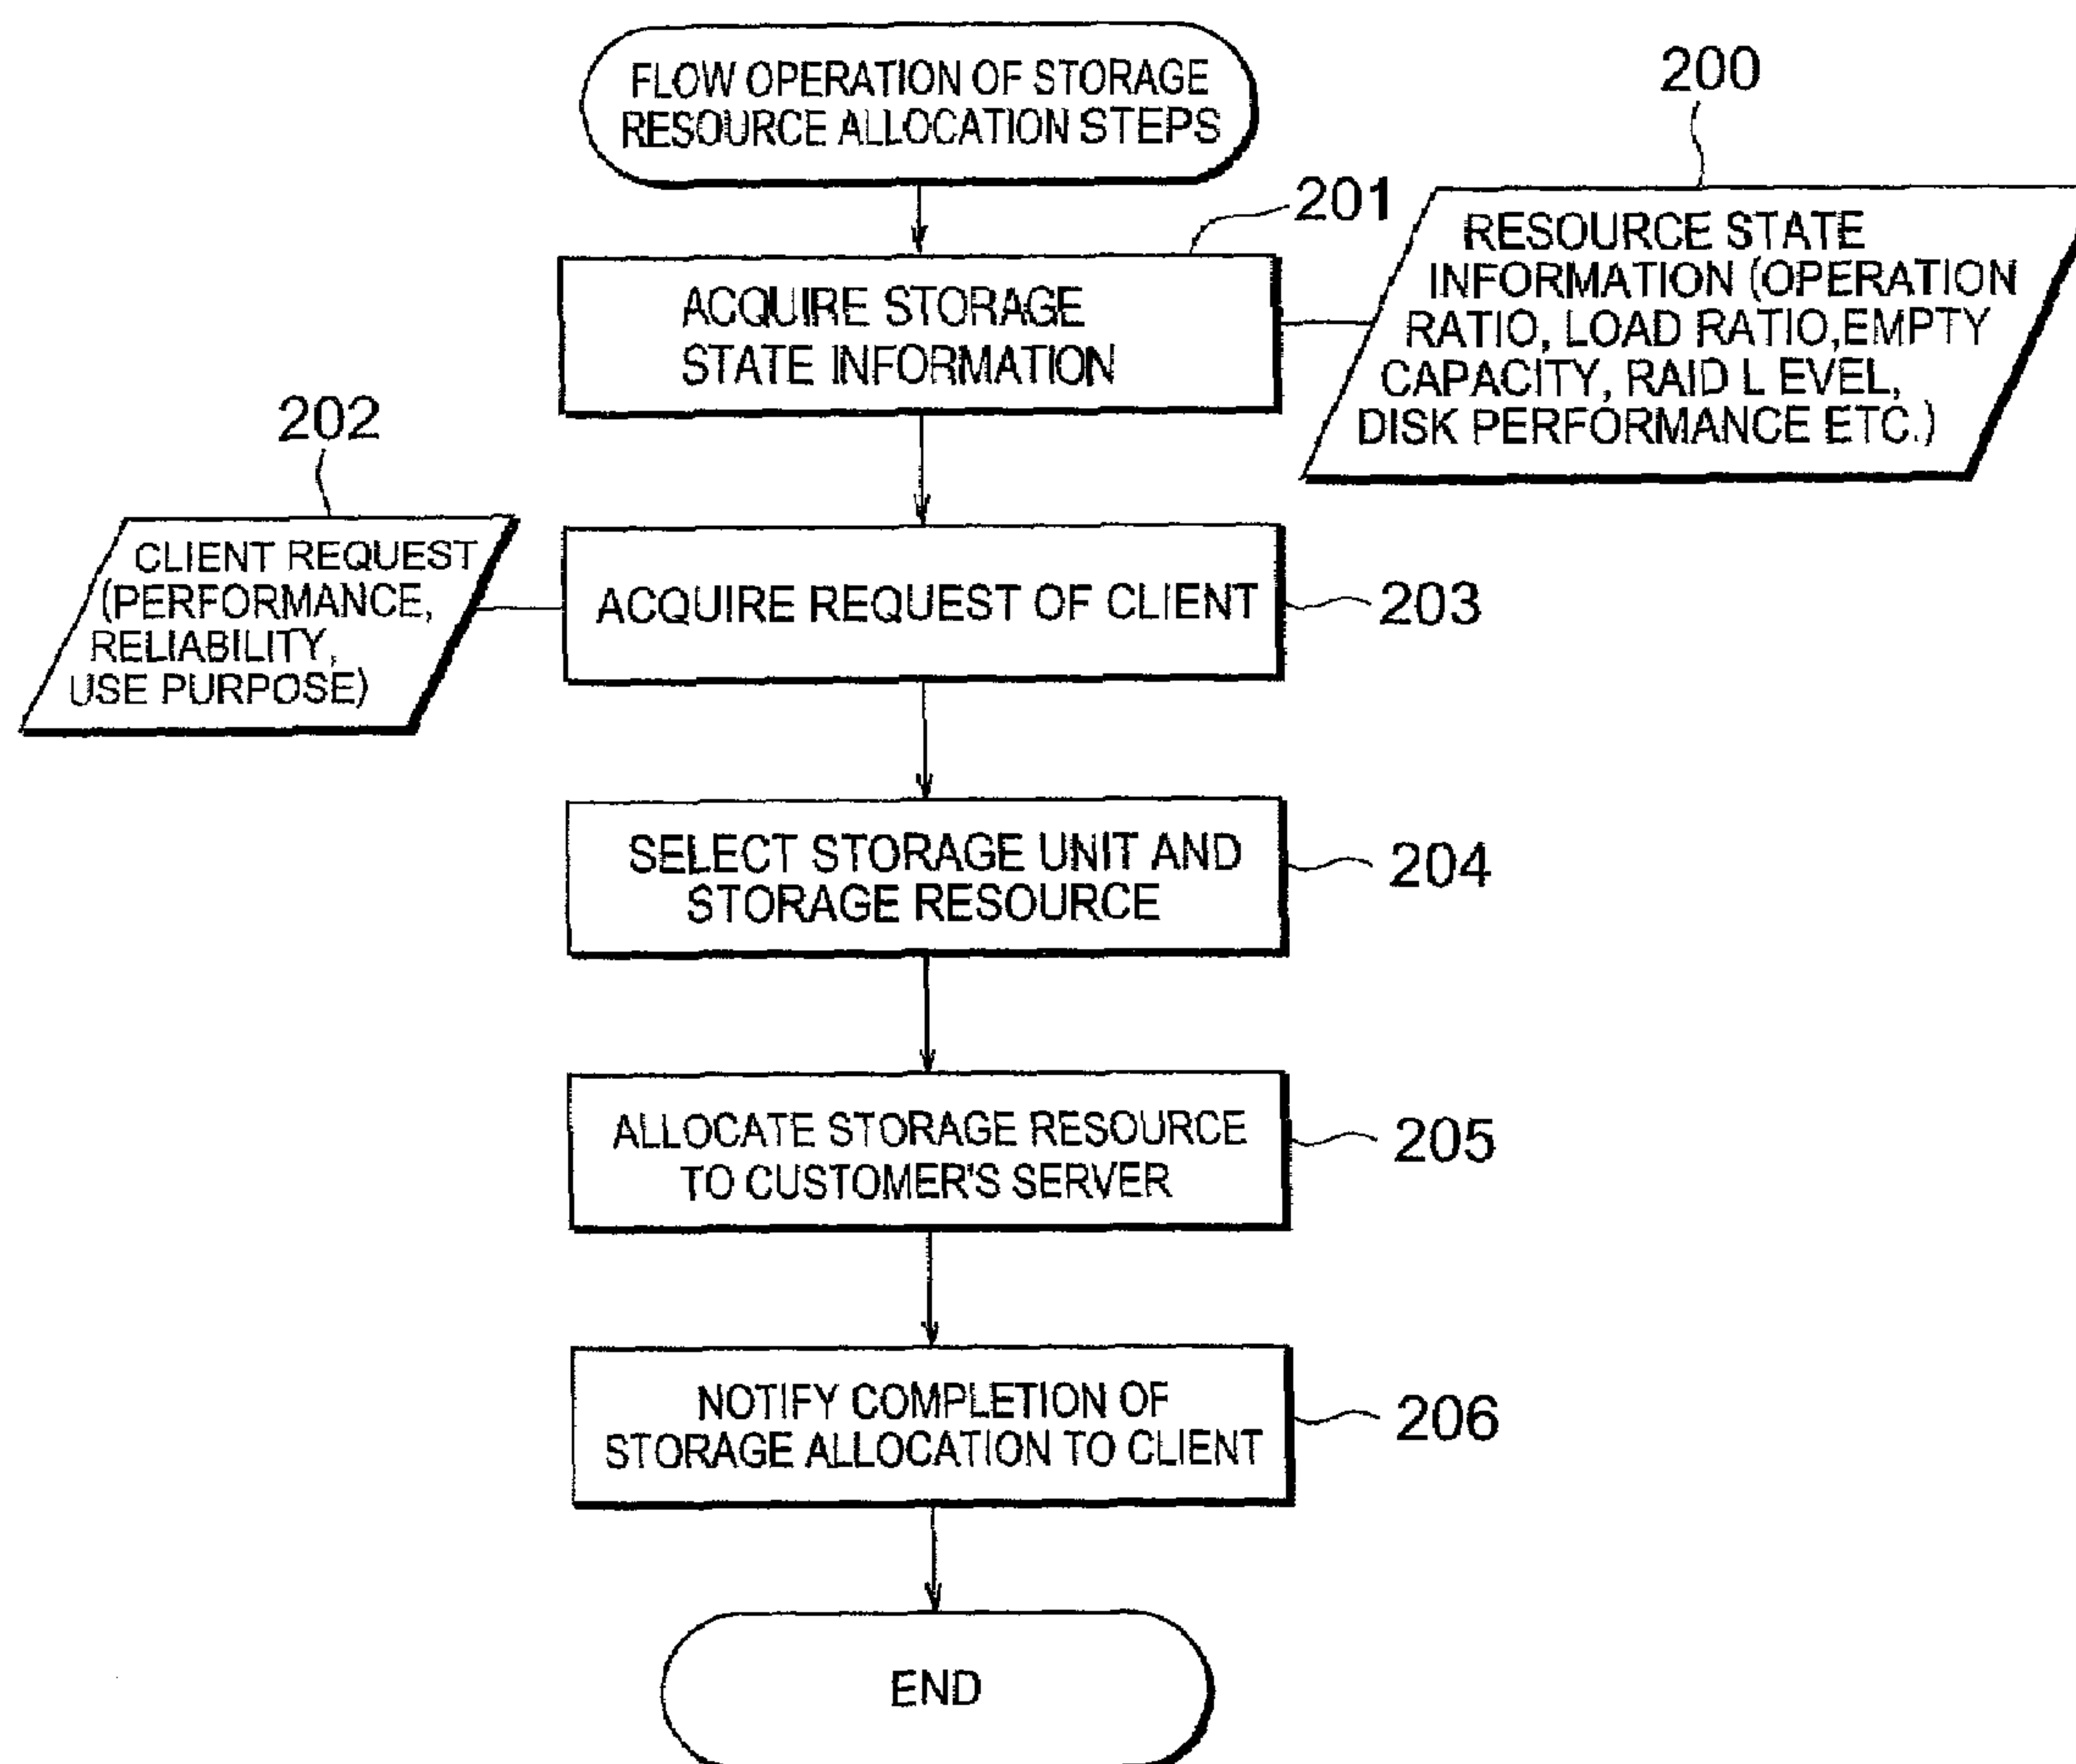 FLOW OPERATION OF STORAGE
RESOURCE ALLOCATION STEPS
200
201
ACQUIRE STORAGE
STATE INFORMATION
RESOURCE STATE
INFORMATION (OPERATION
RATIO, LOAD RATIO,EMPTY
CAPACITY, RAID L EVEL,
DISK PERFORMANCE ETC.)
202
CLIENT REQUEST
(PERFORMANCE,
RELIABILITY,
USE PURPOSE)
ACQUIRE REQUEST OF CLIENT
203
SELECT STORAGE UNIT AND
STORAGE RESOURCE
204
ALLOCATE STORAGE RESOURCE
TO CUSTOMER'S SERVER
205
NOTIFY COMPLETION OF
STORAGE ALLOCATION TO CLIENT
206
END